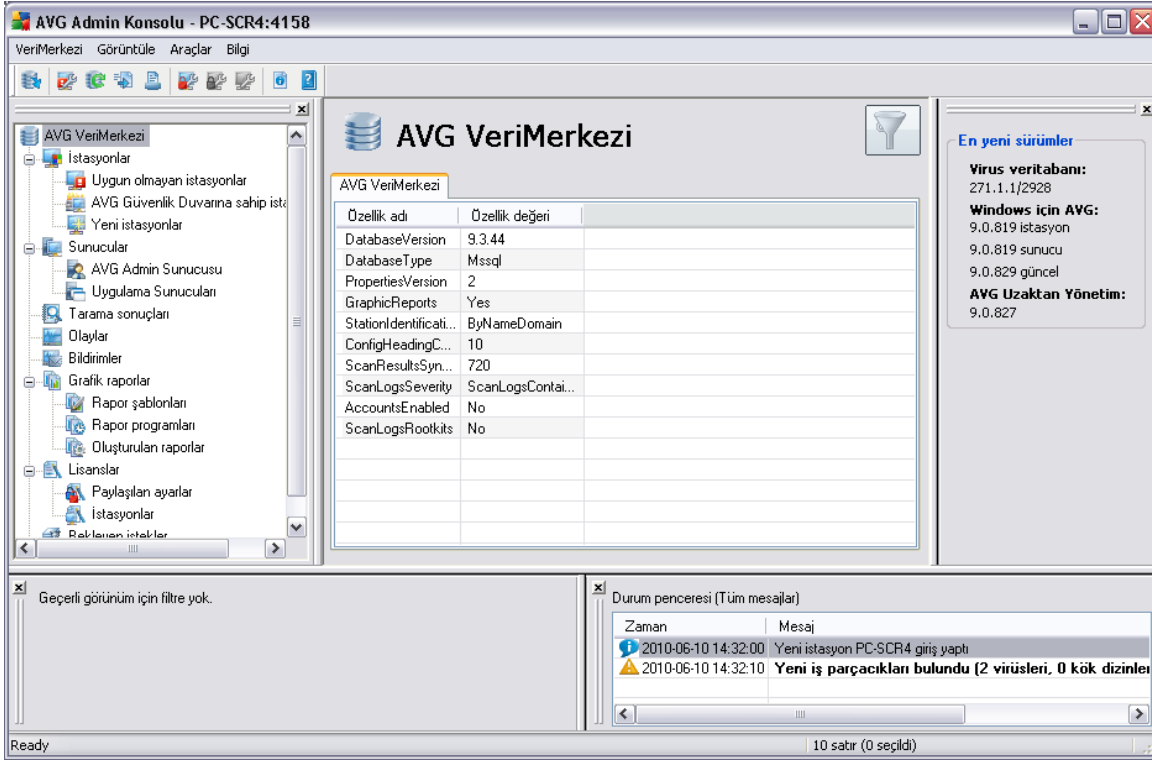 AVG Admin Konsolu - PC-SCR4:4158
VeriMerkezi Görüntüle Araçlar Bilgi
AVG VeriMerkezi
İstasyonlar
Uygun olmayan istasyonlar
AVG Güvenlik Duvarına sahip ista
Yeni istasyonlar
Sunucular
AVG Admin Sunucusu
Uygulama Sunucuları
Tarama sonuçları
Olaylar
Bildirimler
Grafik raporlar
Rapor şablonları
Rapor programları
Oluşturulan raporlar
Lisanslar
Paylaşılan ayarlar
İstasyonlar
Bekleyen istekler
AVG VeriMerkezi
AVG VeriMerkezi
Özellik adı Özellik değeri
DatabaseVersion 9.3.44
DatabaseType Mssql
PropertiesVersion 2
GraphicReports Yes
StationIdentificati... ByNameDomain
ConfigHeadingC... 10
ScanResultsSyn... 720
ScanLogsSeverity ScanLogsContai...
AccountsEnabled No
ScanLogsRootkits No
En yeni sürümler
Virus veritabanı:
271.1.1/2928
Windows için AVG:
9.0.819 istasyon
9.0.819 sunucu
9.0.829 güncel
AVG Uzaktan Yönetim:
9.0.827
Geçerli görünüm için filtre yok.
Durum penceresi (Tüm mesajlar)
Zaman Mesaj
2010-06-10 14:32:00 Yeni istasyon PC-SCR4 giriş yaptı
2010-06-10 14:32:10 Yeni iş parçacıkları bulundu (2 virüsleri, 0 kök dizinler
Ready
10 satır (0 seçildi)